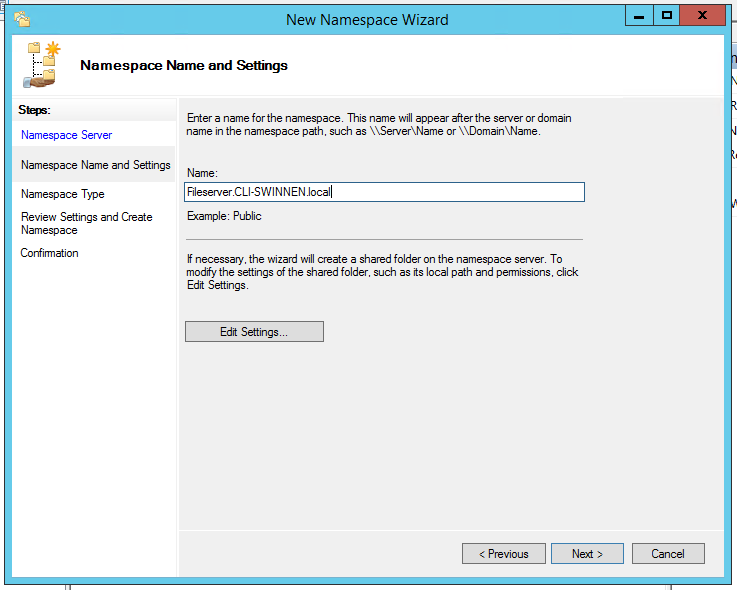 New Namespace Wizard
Namespace Name and Settings
Steps:
Namespace Server
Namespace Name and Settings
Namespace Type
Review Settings and Create
Namespace
Confirmation
Enter a name for the namespace. This name will appear after the server or domain
name in the namespace path, such as \\Server\Name or \\Domain\Name.
Name:
Fileserver.CLI-SWINNEN.local
Example: Public
If necessary, the wizard will create a shared folder on the namespace server. To
modify the settings of the shared folder, such as its local path and permissions, click
Edit Settings.
Edit Settings...
< Previous
Next >
Cancel